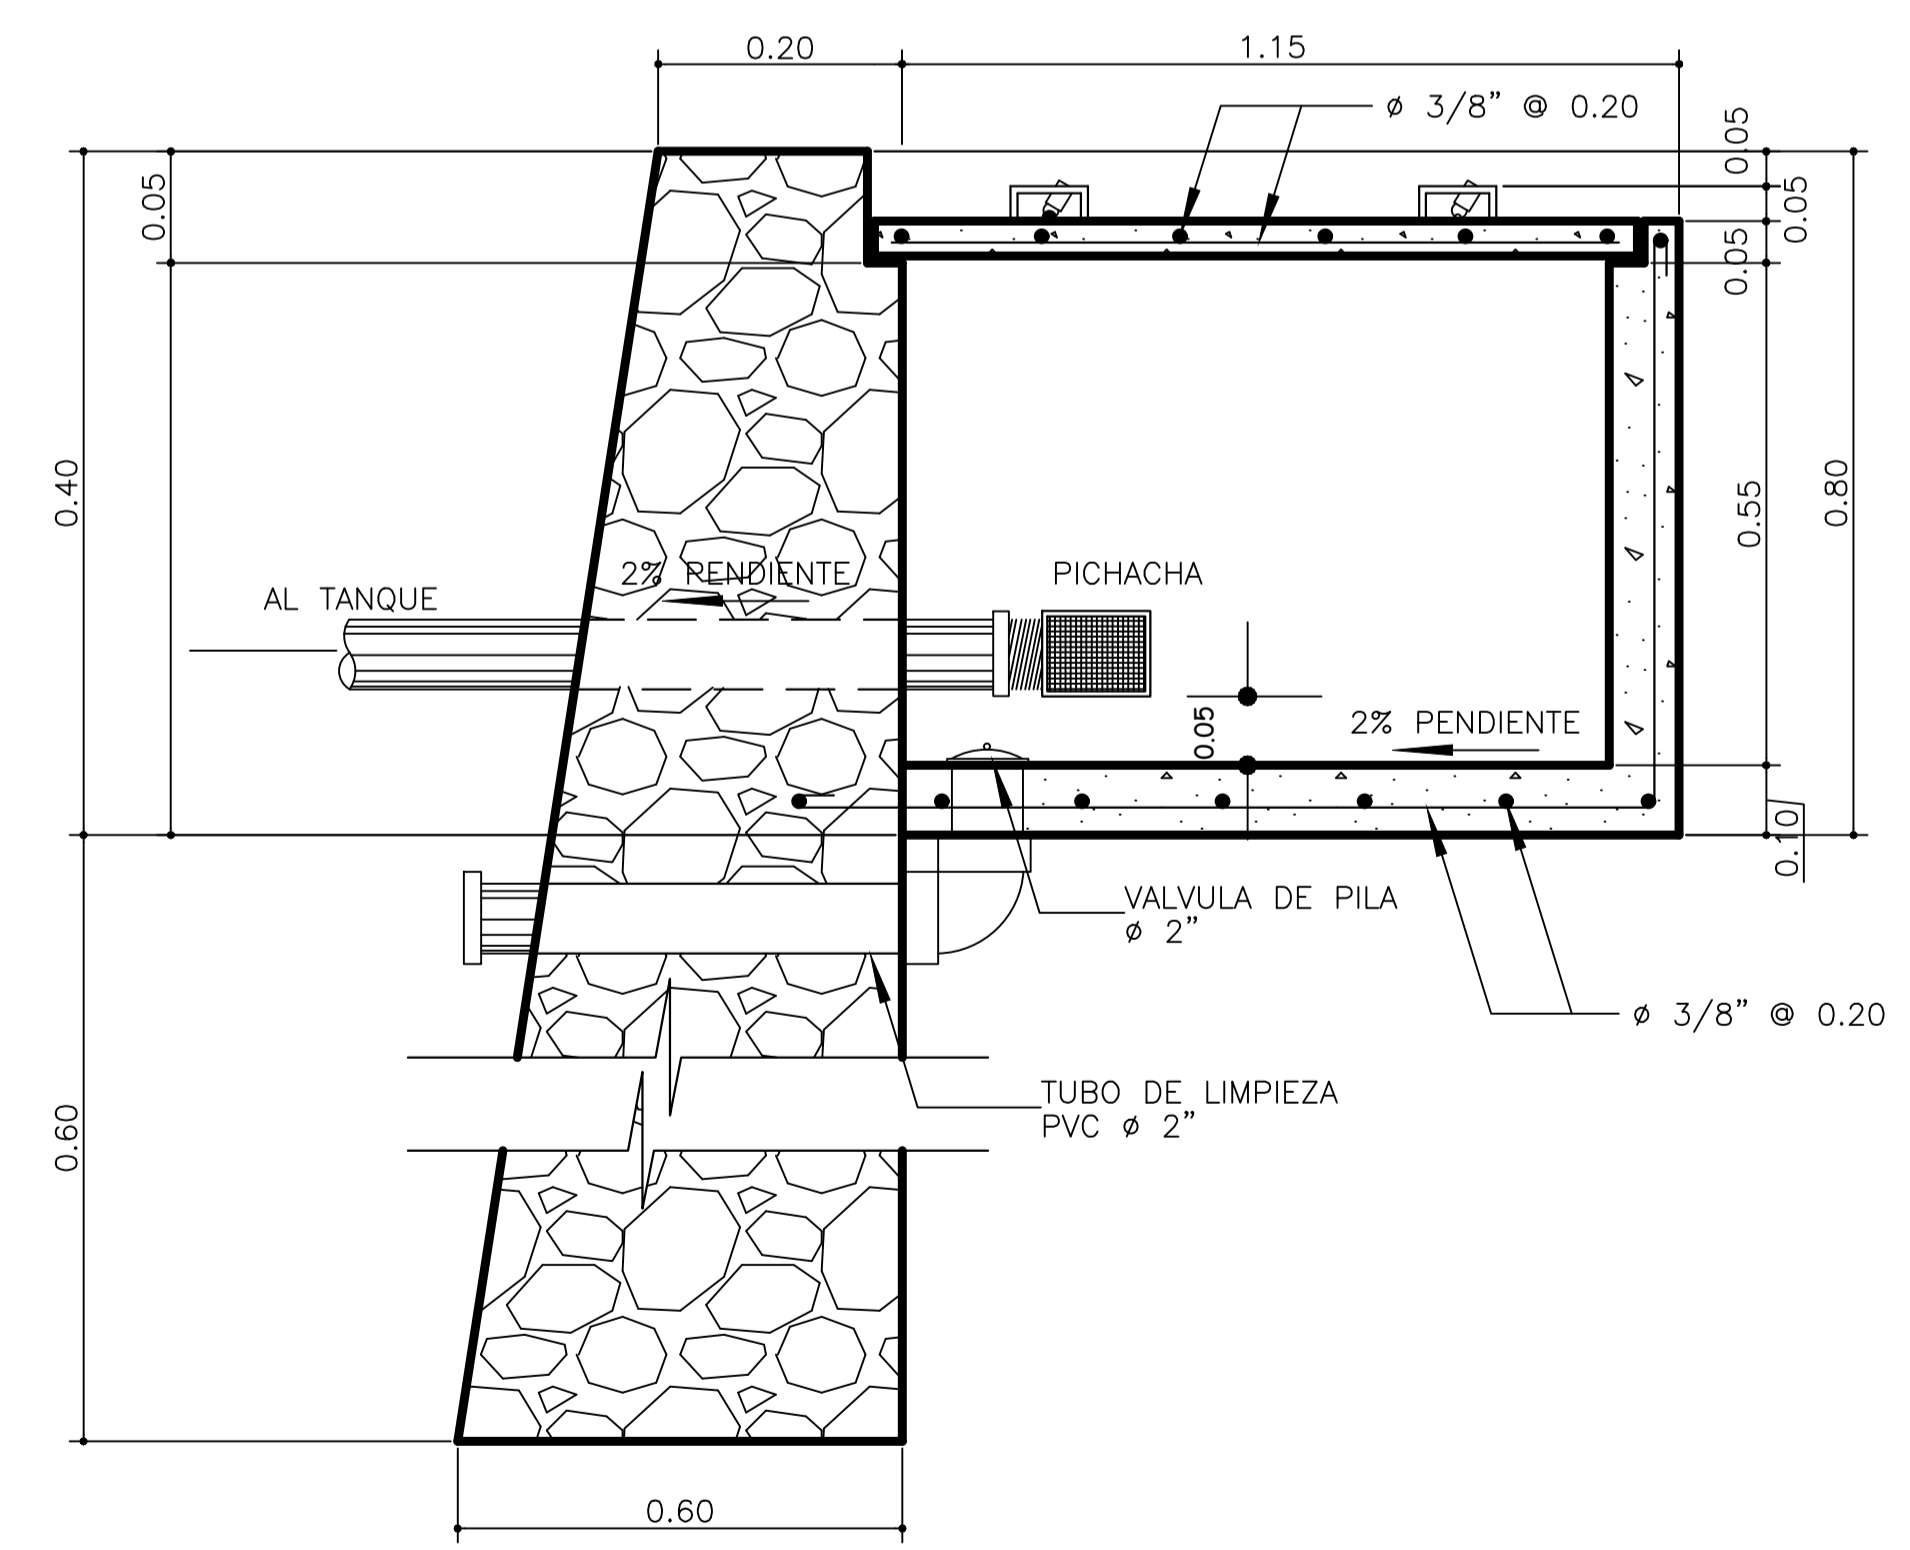 0.20
1.15
ø 3/8" @ 0.20
0.05
0.05
0.05
0.05
0.40
0.55
0.80
2% PENDIENTE
PICHACHA
AL TANQUE
0.05
2% PENDIENTE
0.10
VALVULA DE PILA
ø 2"
ø 3/8" @ 0.20
TUBO DE LIMPIEZA
PVC ø 2"
0.60
0.60